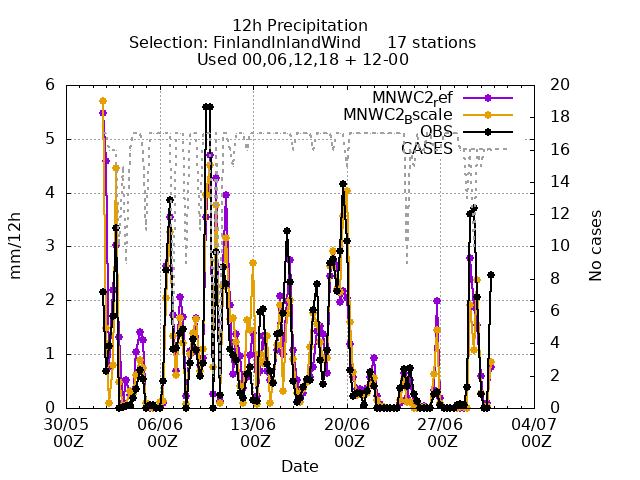 12h Precipitation
Selection: FinlandInlandWind 17 stations
Used 00,06,12,18 + 12-00
MNWC2ref
MNWC2Bscale
OBS
CASES
6
5
4
3
2
1
0
20
18
16
14
12
10
8
6
4
2
0
mm/12h
No cases
30/05 06/06 13/06 20/06 27/06 04/07
00Z 00Z 00Z 00Z 00Z 00Z
Date